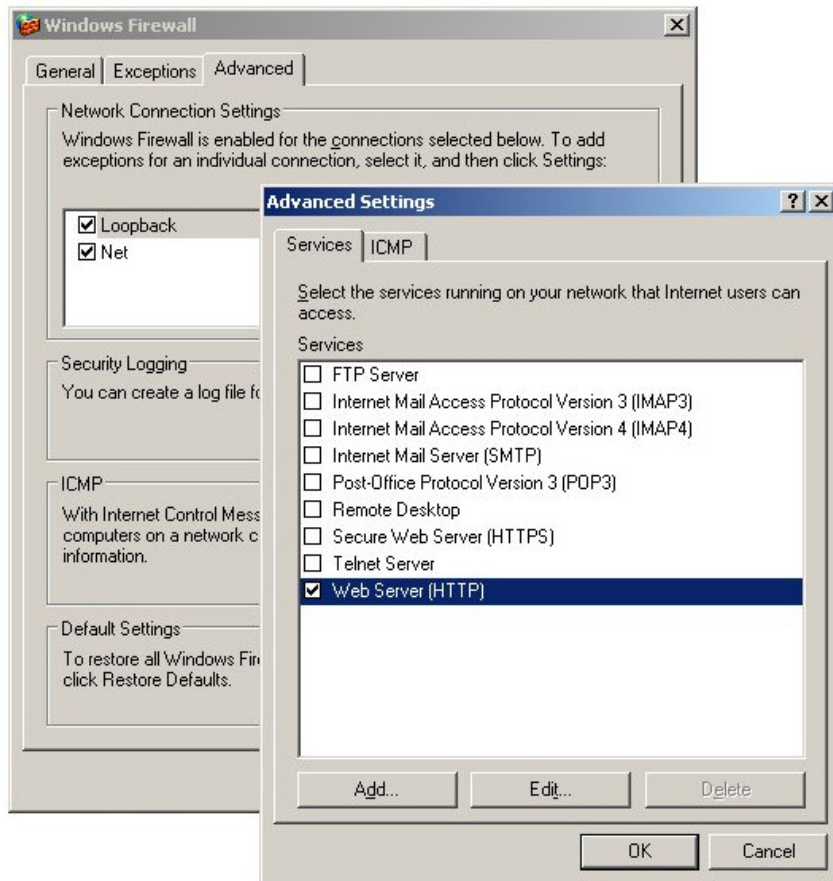 Windows Firewall
General
Exceptions
Advanced
Network Connection Settings
Windows Firewall is enabled for the connections selected below. To add
exceptions for an individual connection, select it, and then click Settings:
Loopback
Net
Security Logging
You can create a log file fo
ICMP
With Internet Control Mess
computers on a network c
information.
Default Settings
To restore all Windows Fire
click Restore Defaults.
Advanced Settings
Services
ICMP
Select the services running on your network that Internet users can
access.
Services
FTP Server
Internet Mail Access Protocol Version 3 (IMAP3)
Internet Mail Access Protocol Version 4 (IMAP4)
Internet Mail Server (SMTP)
Post-Office Protocol Version 3 (POP3)
Remote Desktop
Secure Web Server (HTTPS)
Telnet Server
Web Server (HTTP)
Add...
Edit...
Delete
OK
Cancel